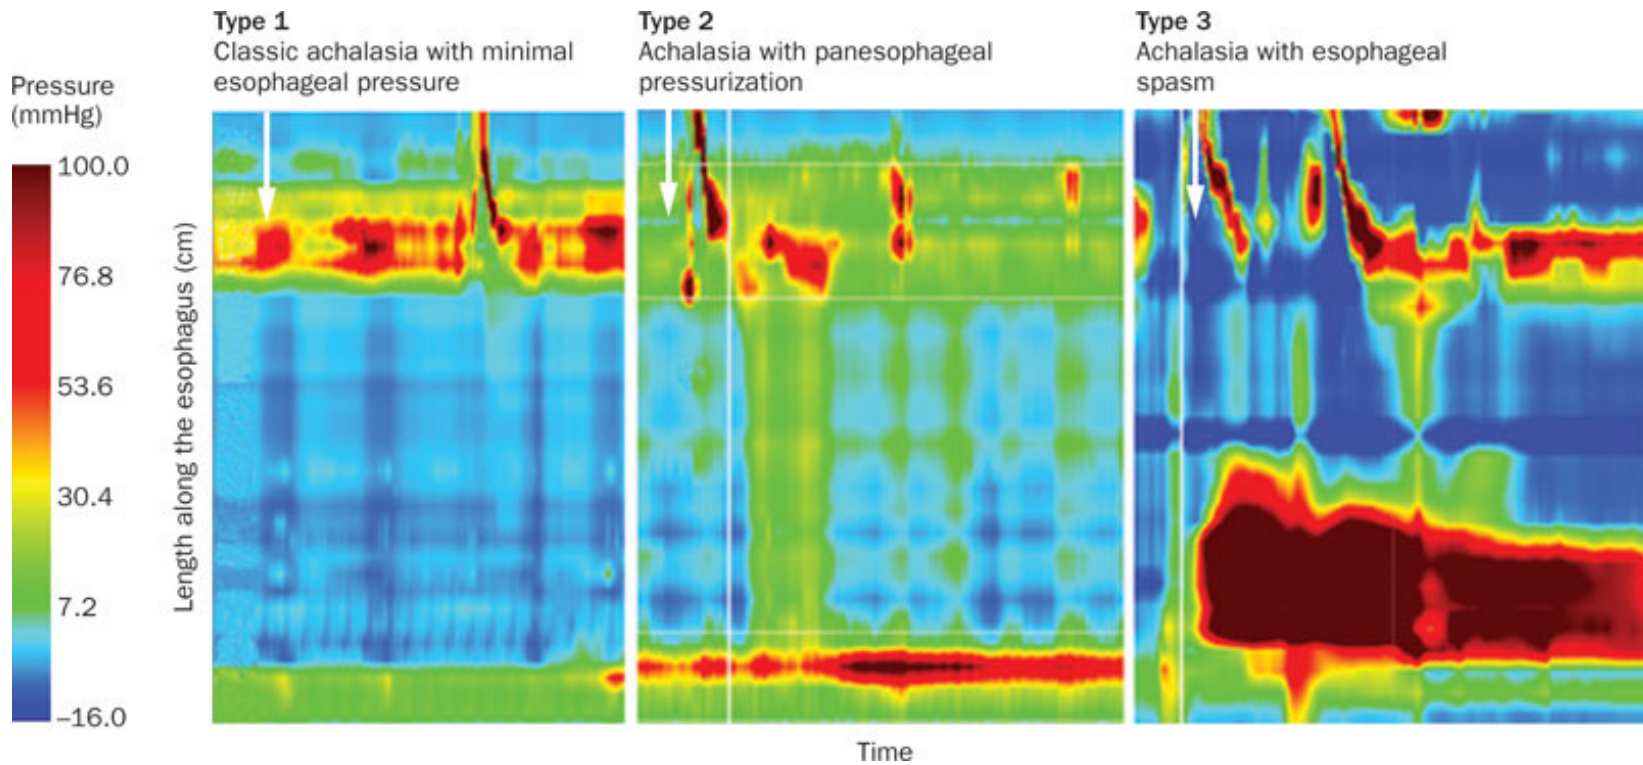 Type 1
Classic achalasia with minimal
esophageal pressure
Type 2
Achalasia with panesophageal
pressurization
Type 3
Achalasia with esophageal
spasm
Pressure
(mmHg)
100.0
76.8
53.6
30.4
7.2
–16.0
Length along the esophagus (cm)
Time